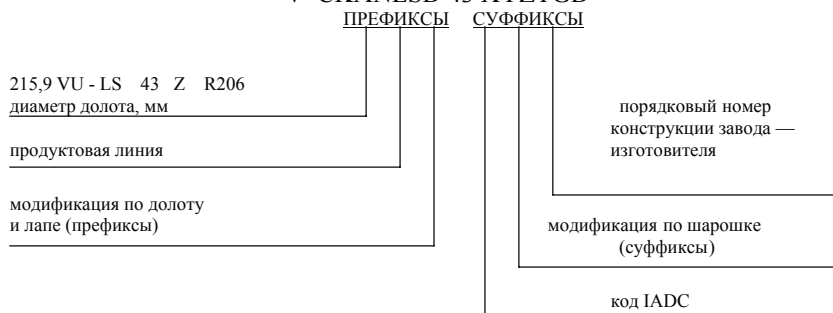 ПРЕФИКСЫ СУФФИКСЫ
215,9 VU - LS 43 Z R206
диаметр долота, мм
порядковый номер
конструкции завода —
изготовителя
продуктовая линия
модификация по долоту
и лапе (префиксы)
модификация по шарошке
(суффиксы)
код IADC